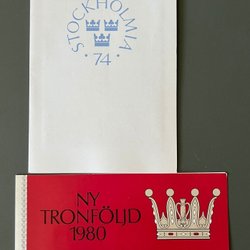 STOCKHOLMIA
· 74 ·
NY
TRONFÖLJD
1980